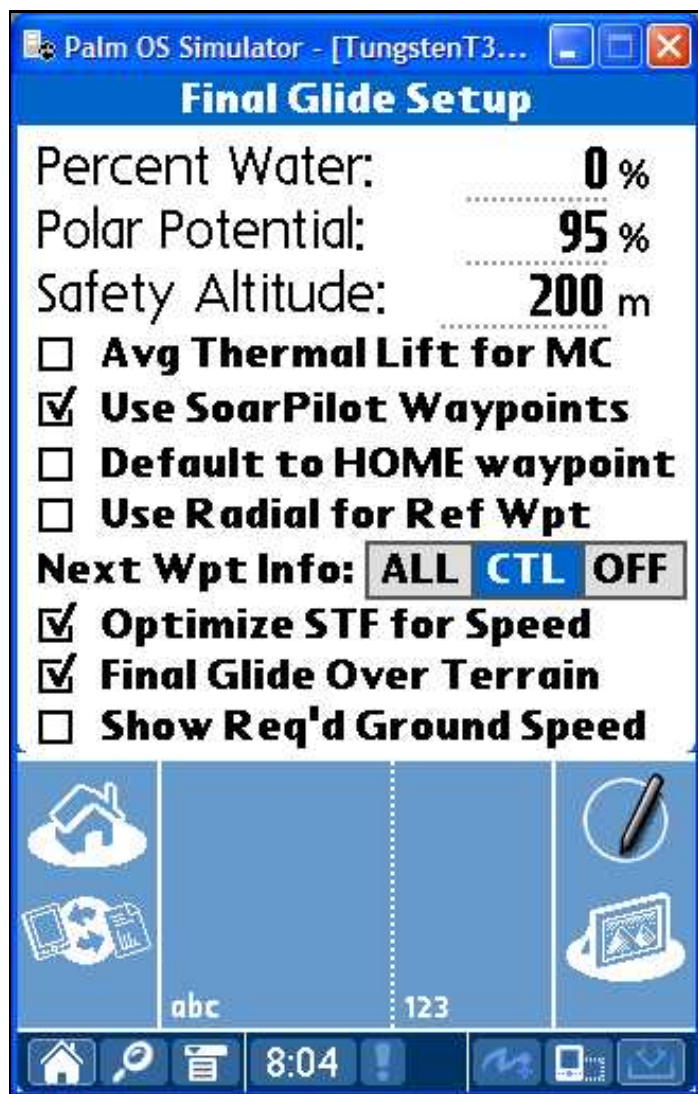 Palm OS Simulator - [TungstenT3...
Final Glide Setup
Percent Water: 0 %
Polar Potential: 95 %
Safety Altitude: 200 m
Avg Thermal Lift for MC
Use SoarPilot Waypoints
Default to HOME waypoint
Use Radial for Ref Wpt
Next Wpt Info: ALL CTL OFF
Optimize STF for Speed
Final Glide Over Terrain
Show Req'd Ground Speed
abc 123
8:04 !